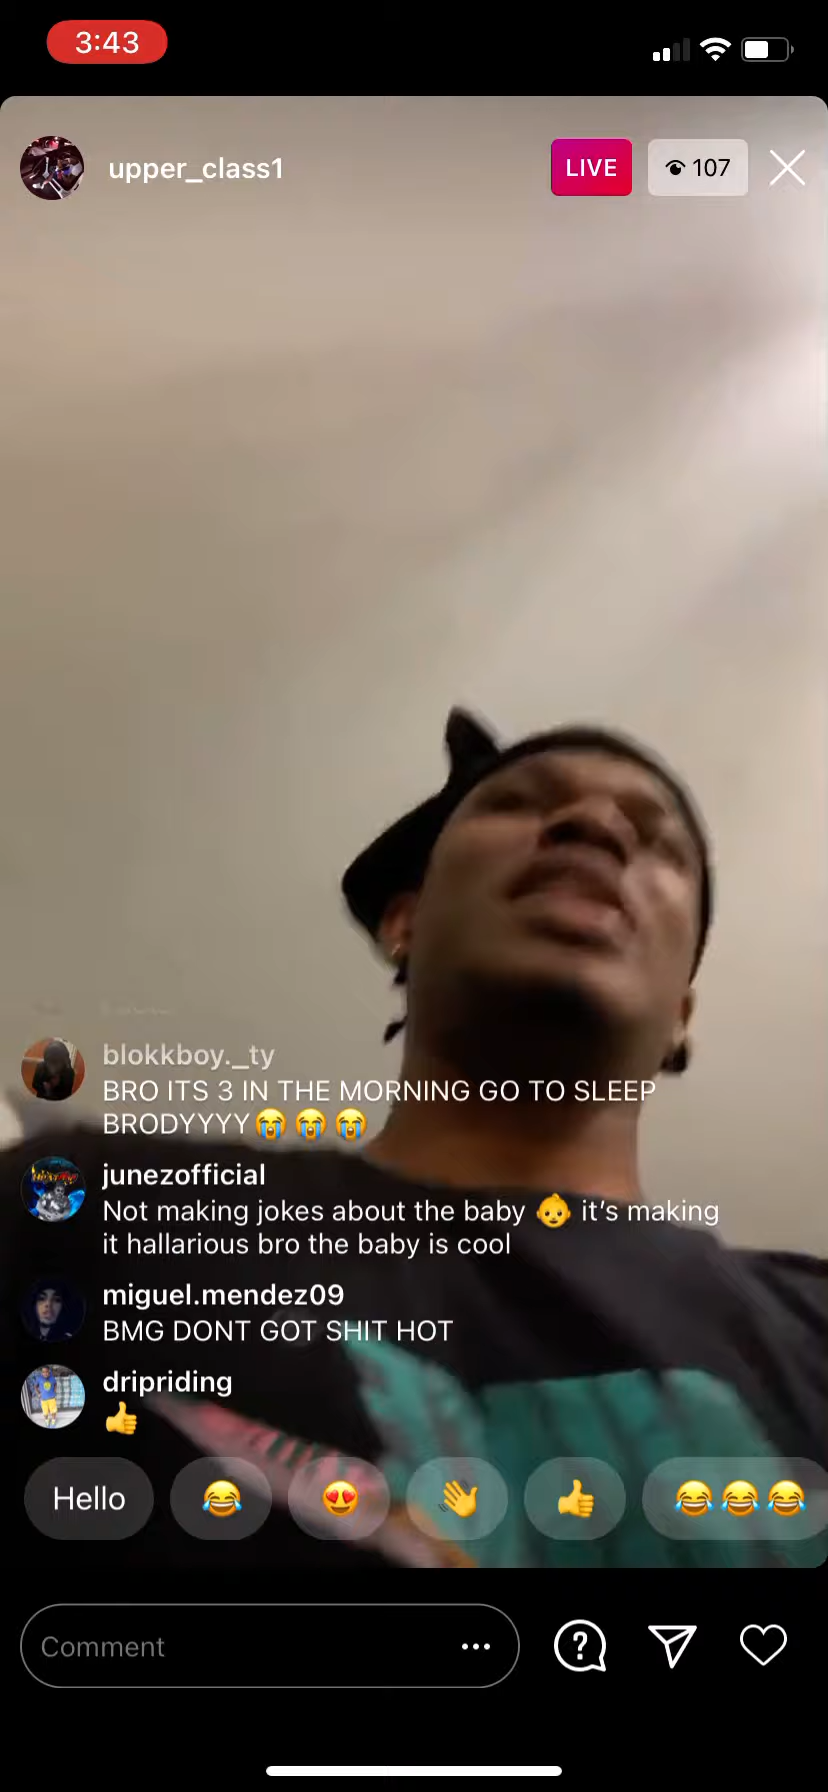 3:43
upper_class1
LIVE
107
blokkboy._ty
BRO ITS 3 IN THE MORNING GO TO SLEEP
BRODYYYY😭😭😭
junezofficial
Not making jokes about the baby 👶 it's making
it hallarious bro the baby is cool
miguel.mendez09
BMG DONT GOT SHIT HOT
dripriding
👍
Hello 😂 😍 👋 👍 😂😂😂
Comment